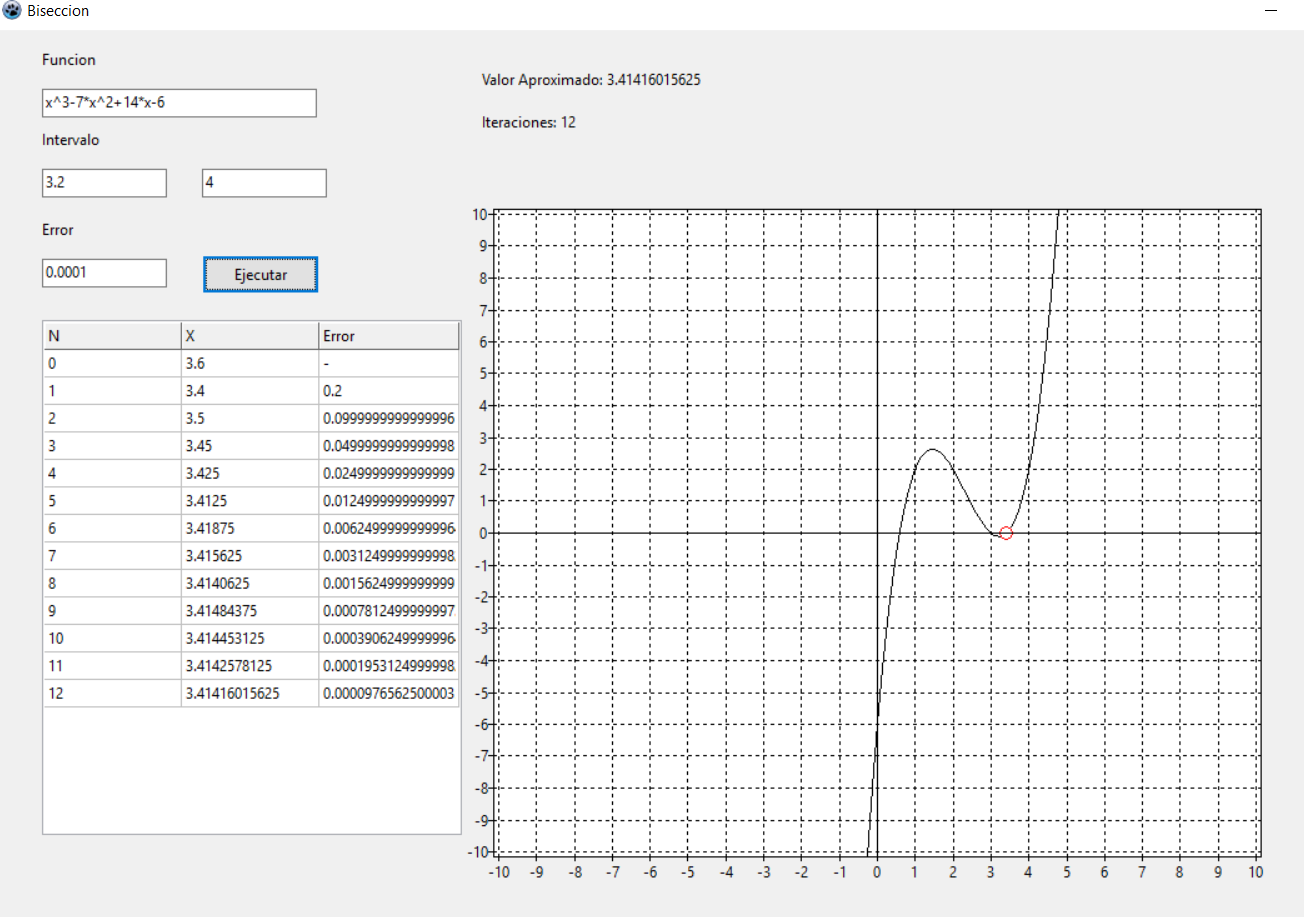 Biseccion
Funcion
x^3-7*x^2+14*x-6
Intervalo
3.2 4
Error
0.0001 Ejecutar
N X Error
0 3.6 -
1 3.4 0.2
2 3.5 0.0999999999999996
3 3.45 0.0499999999999998
4 3.425 0.0249999999999999
5 3.4125 0.0124999999999997
6 3.41875 0.0062499999999996
7 3.415625 0.0031249999999998
8 3.4140625 0.0015624999999999
9 3.41484375 0.0007812499999997
10 3.414453125 0.0003906249999996
11 3.4142578125 0.0001953124999998
12 3.41416015625 0.0000976562500003
Valor Aproximado: 3.41416015625
Iteraciones: 12
10
9
8
7
6
5
4
3
2
1
0
-1
-2
-3
-4
-5
-6
-7
-8
-9
-10
-10 -9 -8 -7 -6 -5 -4 -3 -2 -1 0 1 2 3 4 5 6 7 8 9 10